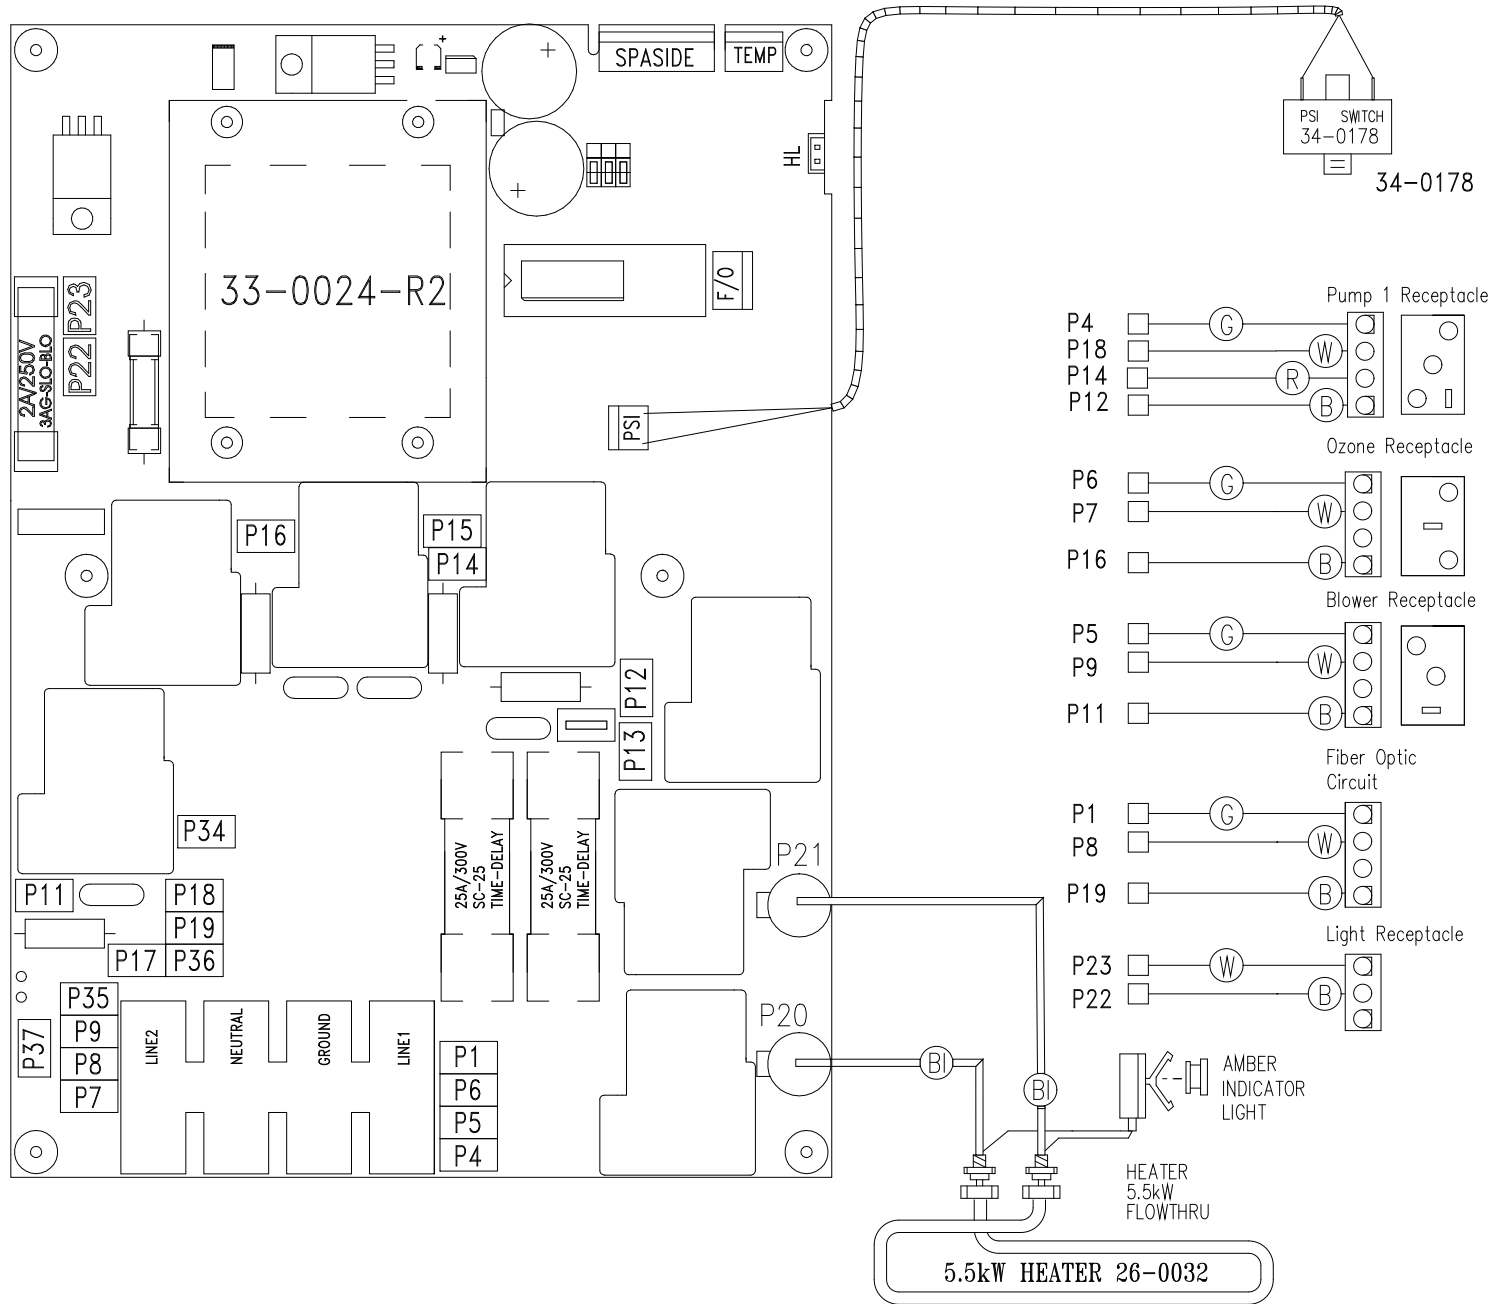 SPASIDE
TEMP
+
+
+
HL
PSI SWITCH
34-0178
34-0178
33-0024-R2
F/O
2A/250V
3AG-SLO-BLO
P23
P22
PSI
P16
P15
P14
P12
P13
P34
25A/300V
SC-25
TIME-DELAY
25A/300V
SC-25
TIME-DELAY
P21
P11
P18
P19
P17
P36
P35
P9
P8
P7
P37
LINE2
NEUTRAL
GROUND
LINE1
P1
P6
P5
P4
P20
Pump 1 Receptacle
P4 G
P18 W
P14 R
P12 B
Ozone Receptacle
P6 G
P7 W
P16 B
Blower Receptacle
P5 G
P9 W
P11 B
Fiber Optic
Circuit
P1 G
P8 W
P19 B
Light Receptacle
P23 W
P22 B
BI
BI
AMBER
INDICATOR
LIGHT
HEATER
5.5kW
FLOWTHRU
5.5kW HEATER 26-0032